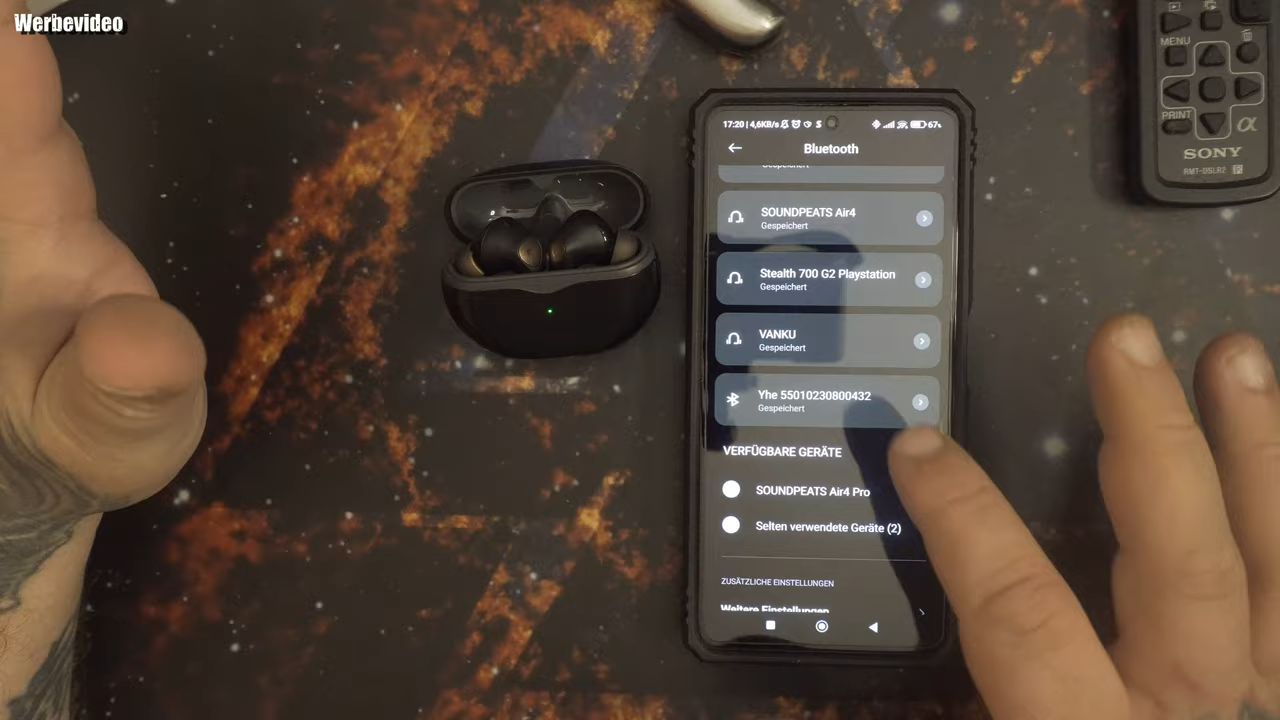 Werbevideo
17:20 | 4,6KB/s
67%
Bluetooth
Gespeichert
SOUNDPEATS Air4
Gespeichert
Stealth 700 G2 Playstation
Gespeichert
VANKU
Gespeichert
Yhe 55010230800432
Gespeichert
VERFÜGBARE GERÄTE
SOUNDPEATS Air4 Pro
Selten verwendete Geräte (2)
ZUSÄTZLICHE EINSTELLUNGEN
Weitere Einstellungen
MENU
PRINT
α
SONY
RMT-DSLR2